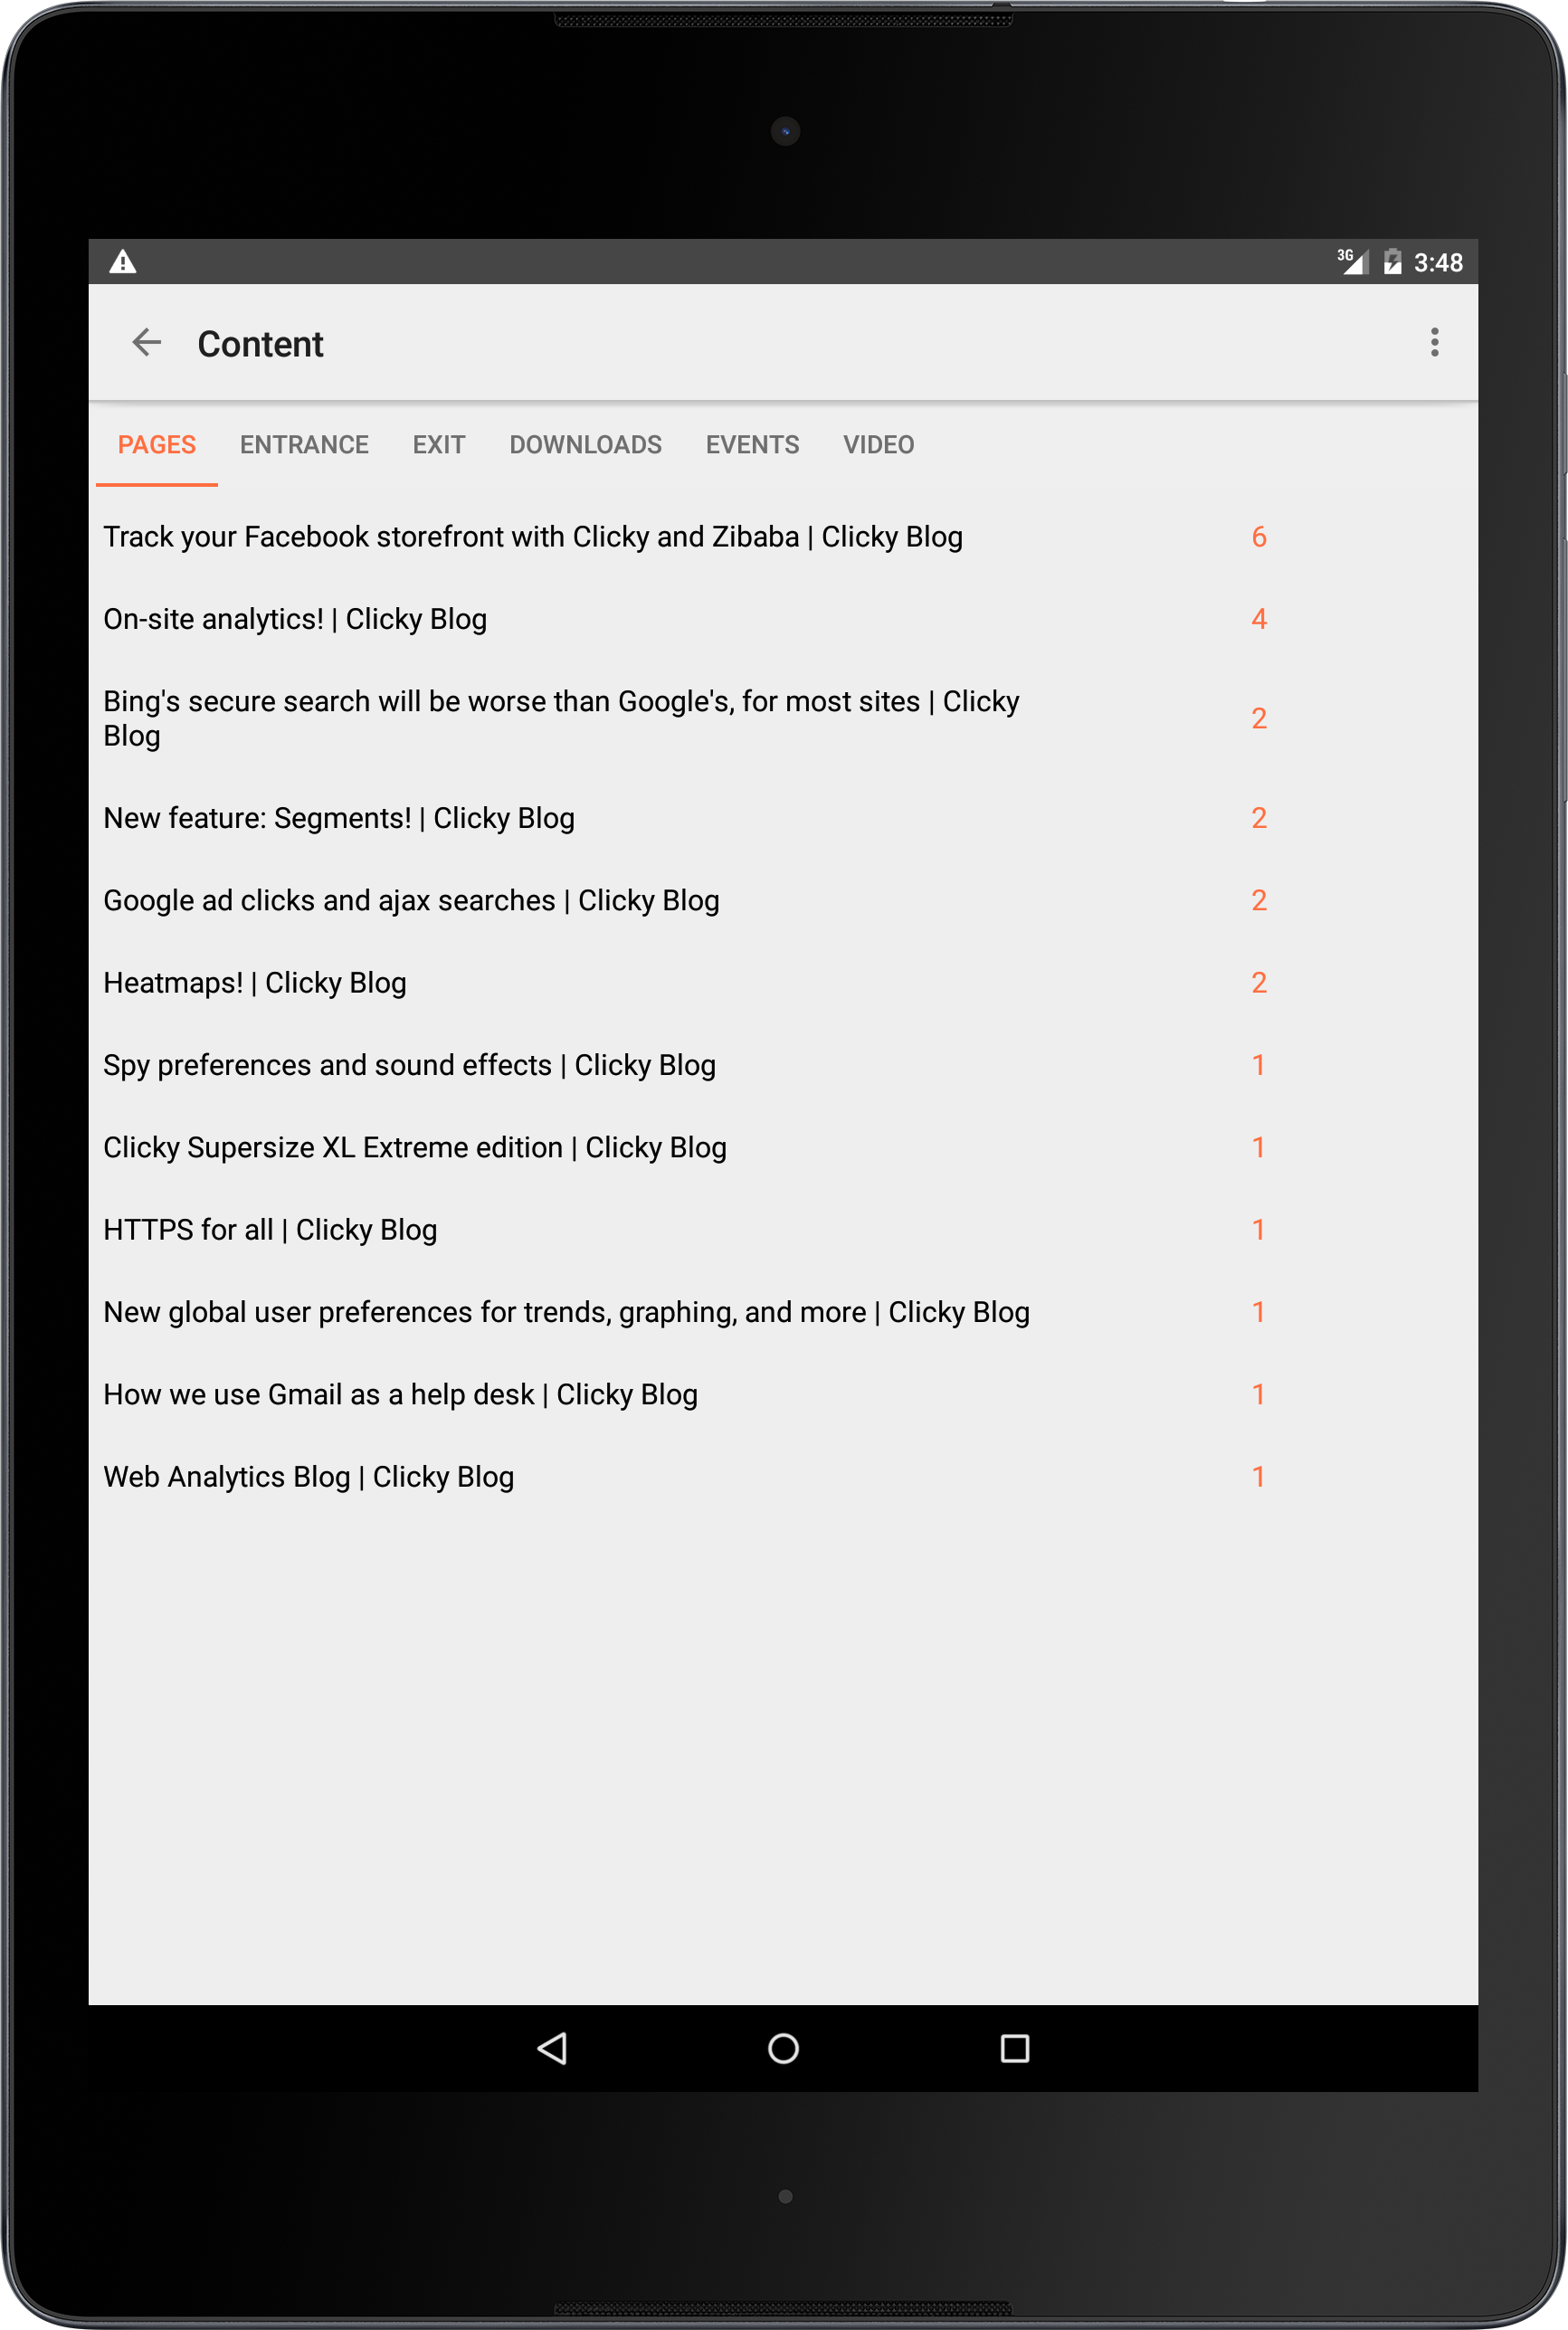 3G 3:48
Content
PAGES ENTRANCE EXIT DOWNLOADS EVENTS VIDEO
Track your Facebook storefront with Clicky and Zibaba | Clicky Blog 6
On-site analytics! | Clicky Blog 4
Bing's secure search will be worse than Google's, for most sites | Clicky
Blog 2
New feature: Segments! | Clicky Blog 2
Google ad clicks and ajax searches | Clicky Blog 2
Heatmaps! | Clicky Blog 2
Spy preferences and sound effects | Clicky Blog 1
Clicky Supersize XL Extreme edition | Clicky Blog 1
HTTPS for all | Clicky Blog 1
New global user preferences for trends, graphing, and more | Clicky Blog 1
How we use Gmail as a help desk | Clicky Blog 1
Web Analytics Blog | Clicky Blog 1